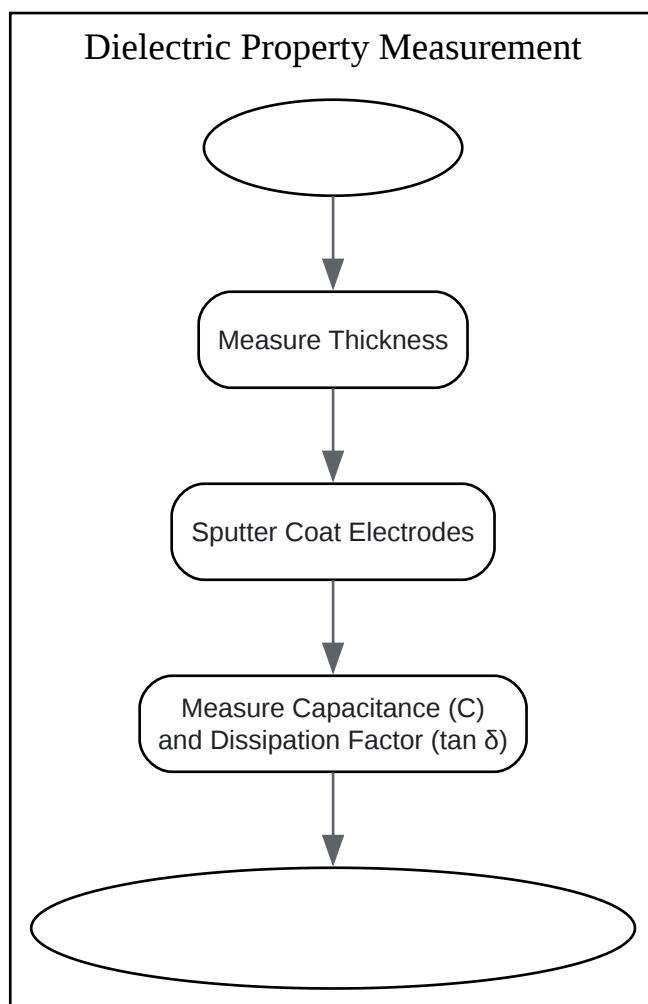 Dielectric Property Measurement
Measure Thickness
Sputter Coat Electrodes
Measure Capacitance (C)
and Dissipation Factor (tan δ)